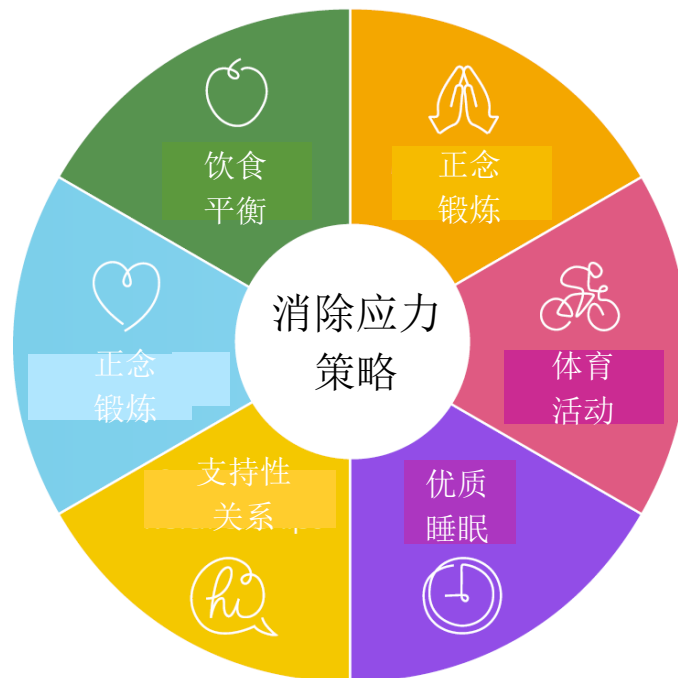 消除应力
策略
饮食
平衡
正念
锻炼
体育
活动
优质
睡眠
支持性
关系
hi
正念
锻炼